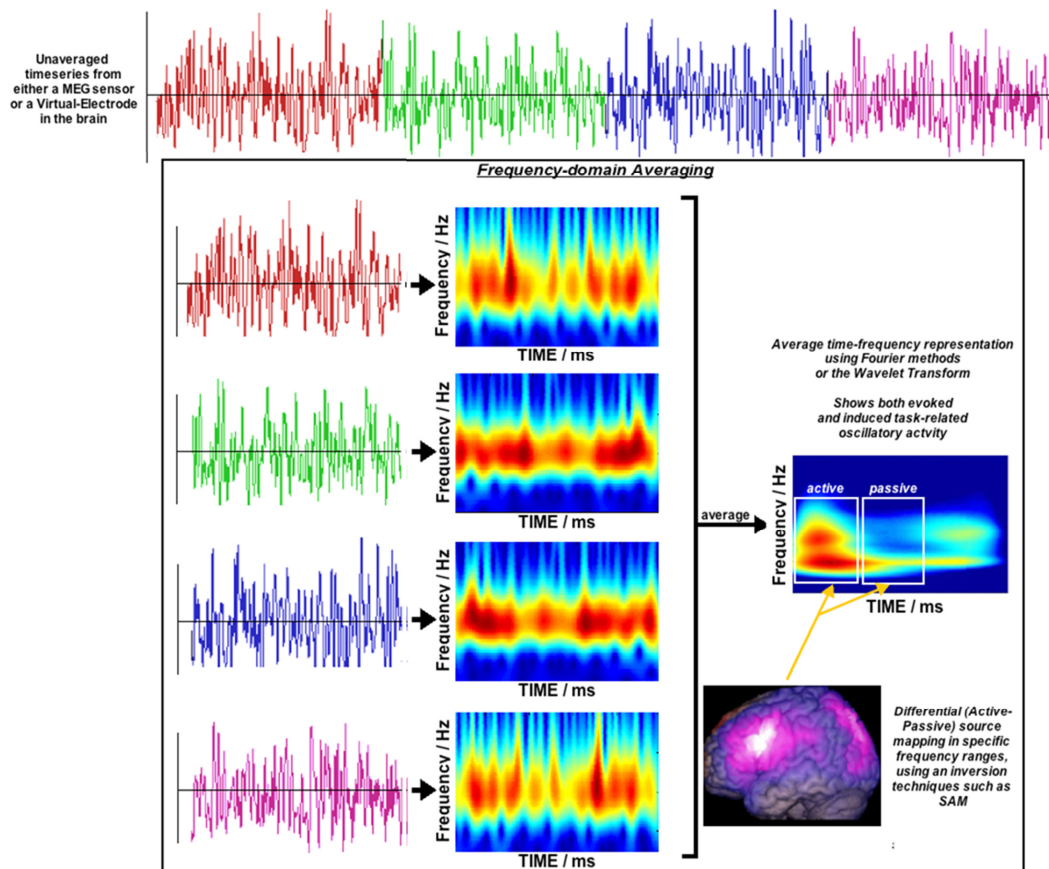 Unaveraged
timeseries from
either a MEG sensor
or a Virtual-Electrode
in the brain
Frequency-domain Averaging
Frequency / Hz
TIME / ms
Frequency / Hz
TIME / ms
Frequency / Hz
TIME / ms
Frequency / Hz
TIME / ms
average
Average time-frequency representation
using Fourier methods
or the Wavelet Transform
Shows both evoked
and induced task-related
oscillatory actvity
active
passive
Frequency / Hz
TIME / ms
Differential (Active-
Passive) source
mapping in specific
frequency ranges,
using an inversion
techniques such as
SAM